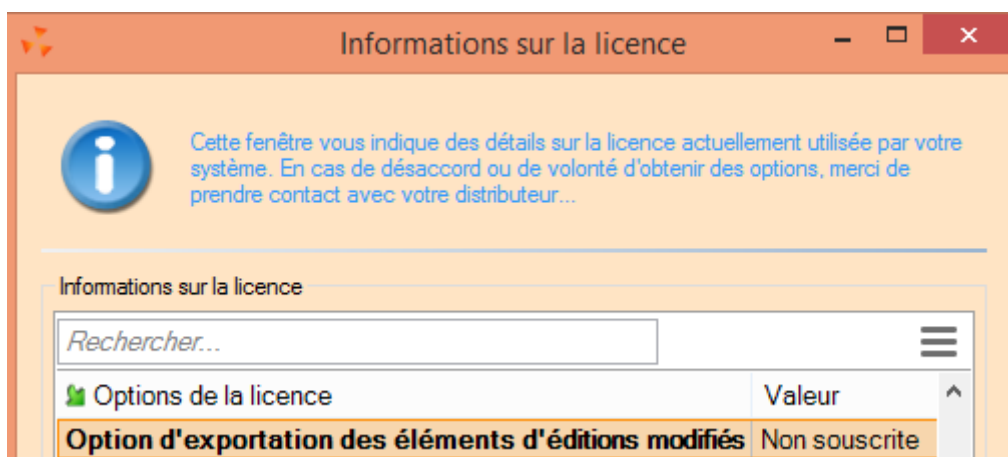 Informations sur la licence
Cette fenêtre vous indique des détails sur la licence actuellement utilisée par votre
système. En cas de désaccord ou de volonté d'obtenir des options, merci de
prendre contact avec votre distributeur...
Informations sur la licence
Rechercher...
Options de la licence Valeur
Option d'exportation des éléments d'éditions modifiés Non souscrite